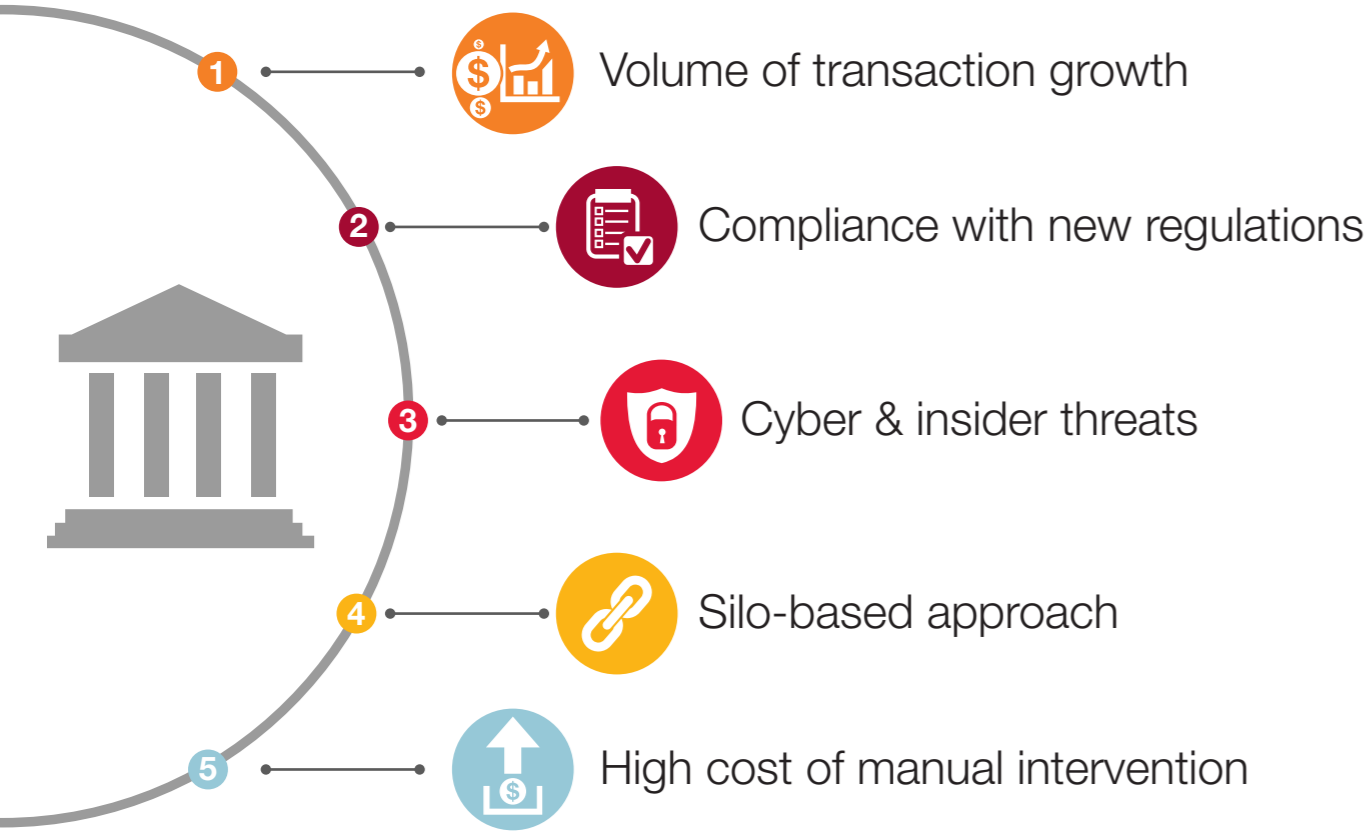 1 $ $ $ Volume of transaction growth
2 Compliance with new regulations
3 Cyber & insider threats
4 Silo-based approach
5 $ High cost of manual intervention